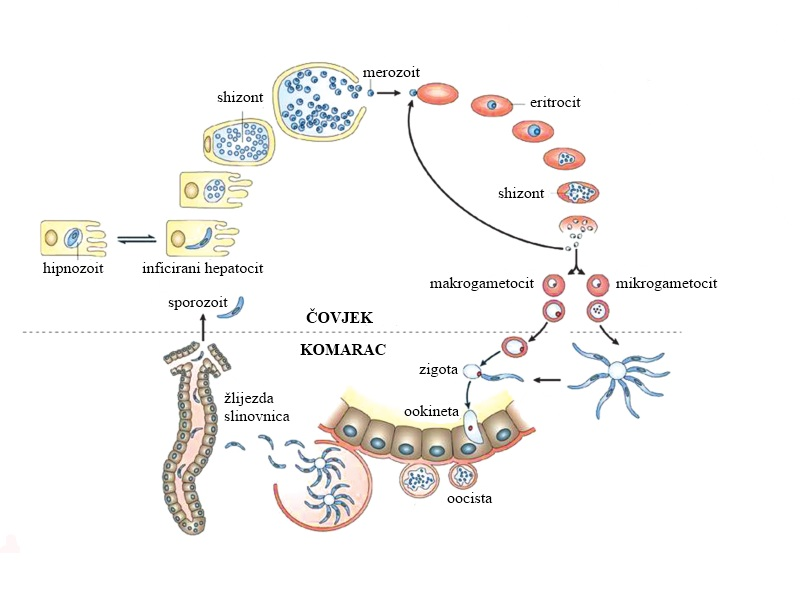 merozoit
shizont
eritrocit
shizont
hipnozoit
inficirani hepatocit
makrogametocit
mikrogametocit
sporozoit
ČOVJEK
KOMARAC
zigota
žlijezda
slinovnica
ookineta
oocista